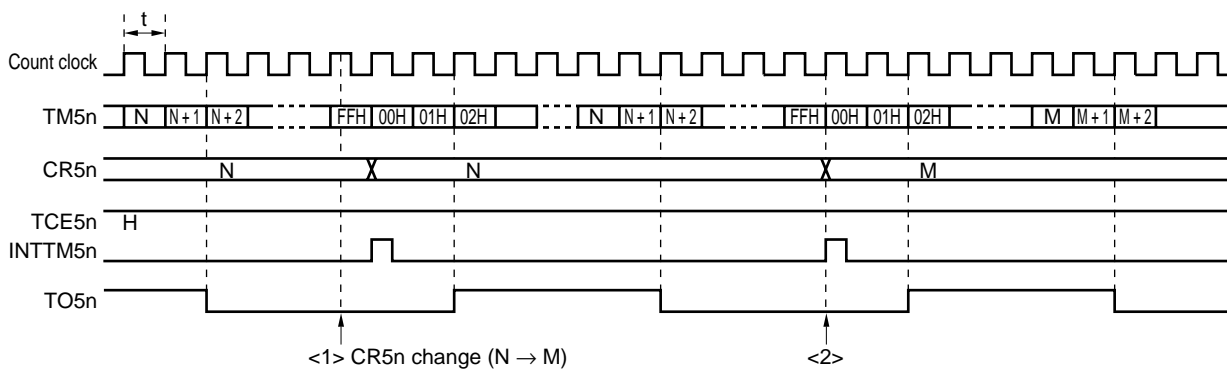 t
Count clock
TM5n N N + 1 N + 2 FFH 00H 01H 02H N N + 1 N + 2 FFH 00H 01H 02H M M + 1 M + 2
CR5n N N M
TCE5n H
INTTM5n
TO5n
<1> CR5n change (N → M) <2>